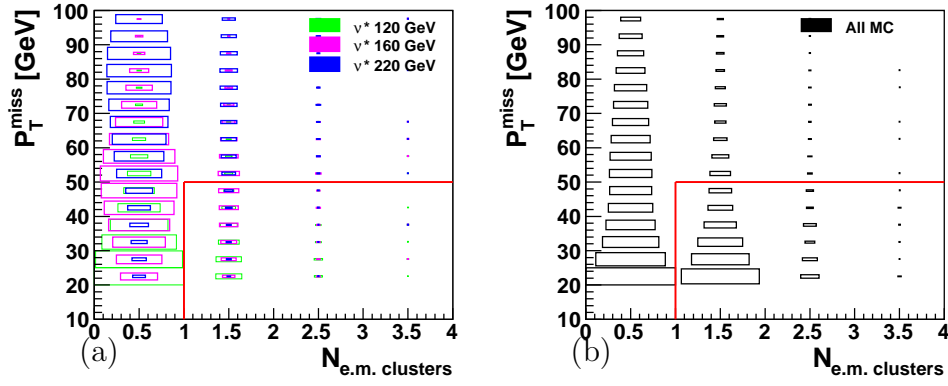 P_T^miss [GeV]
100
90
80
70
60
50
40
30
20
10
ν* 120 GeV
ν* 160 GeV
ν* 220 GeV
0 0.5 1 1.5 2 2.5 3 3.5 4
(a)
N_e.m. clusters
P_T^miss [GeV]
100
90
80
70
60
50
40
30
20
10
All MC
0 0.5 1 1.5 2 2.5 3 3.5 4
(b)
N_e.m. clusters